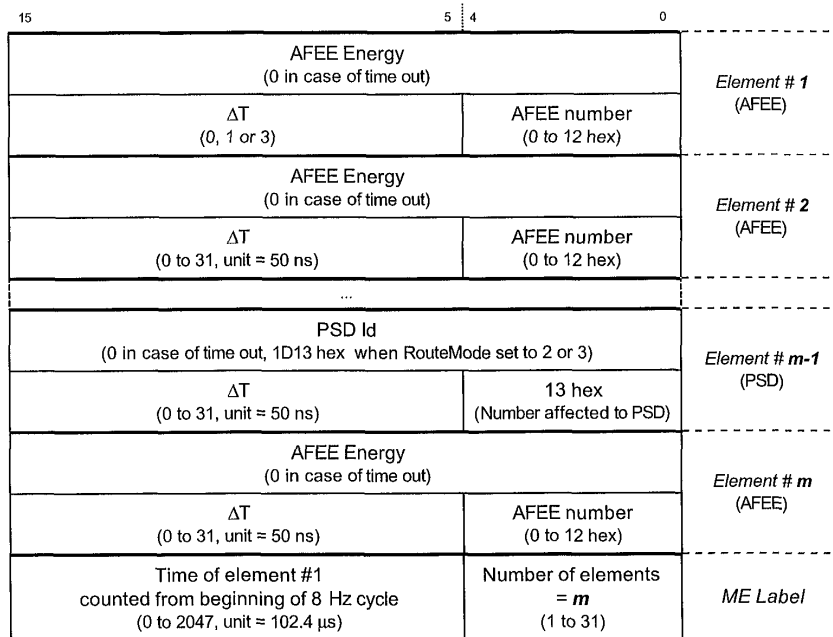 15 5 4 0
AFEE Energy
(0 in case of time out)
Element # 1
(AFEE)
ΔT
(0, 1 or 3)
AFEE number
(0 to 12 hex)
AFEE Energy
(0 in case of time out)
Element # 2
(AFEE)
ΔT
(0 to 31, unit = 50 ns)
AFEE number
(0 to 12 hex)
...
PSD Id
(0 in case of time out, 1D13 hex when RouteMode set to 2 or 3)
Element # m-1
(PSD)
ΔT
(0 to 31, unit = 50 ns)
13 hex
(Number affected to PSD)
AFEE Energy
(0 in case of time out)
Element # m
(AFEE)
ΔT
(0 to 31, unit = 50 ns)
AFEE number
(0 to 12 hex)
Time of element #1
counted from beginning of 8 Hz cycle
(0 to 2047, unit = 102.4 µs)
Number of elements
= m
(1 to 31)
ME Label